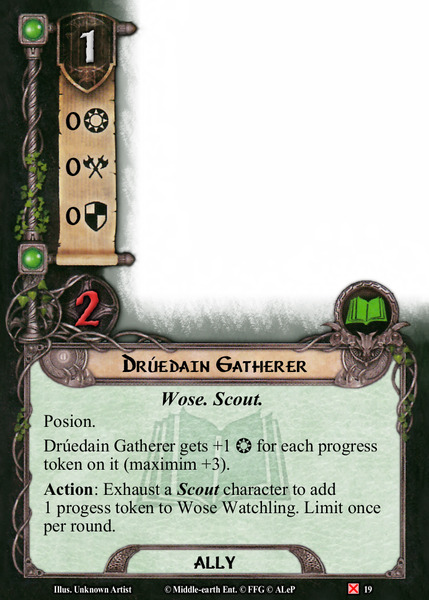 1
0
0
0
2
Drúedain Gatherer
Wose. Scout.
Posion.
Drúedain Gatherer gets +1 for each progress
token on it (maximim +3).
Action: Exhaust a Scout character to add
1 progess token to Wose Watchling. Limit once
per round.
ALLY
Illus. Unknown Artist © Middle-earth Ent. © FFG © ALeP 19